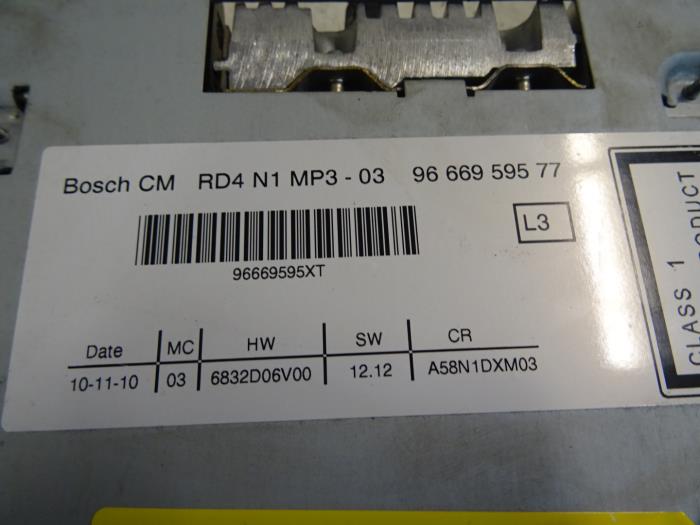 Bosch CM RD4 N1 MP3 - 03 96 669 595 77
L3
96669595XT
Date MC HW SW CR
10-11-10 03 6832D06V00 12.12 A58N1DXM03
CLASS 1
ODUCT